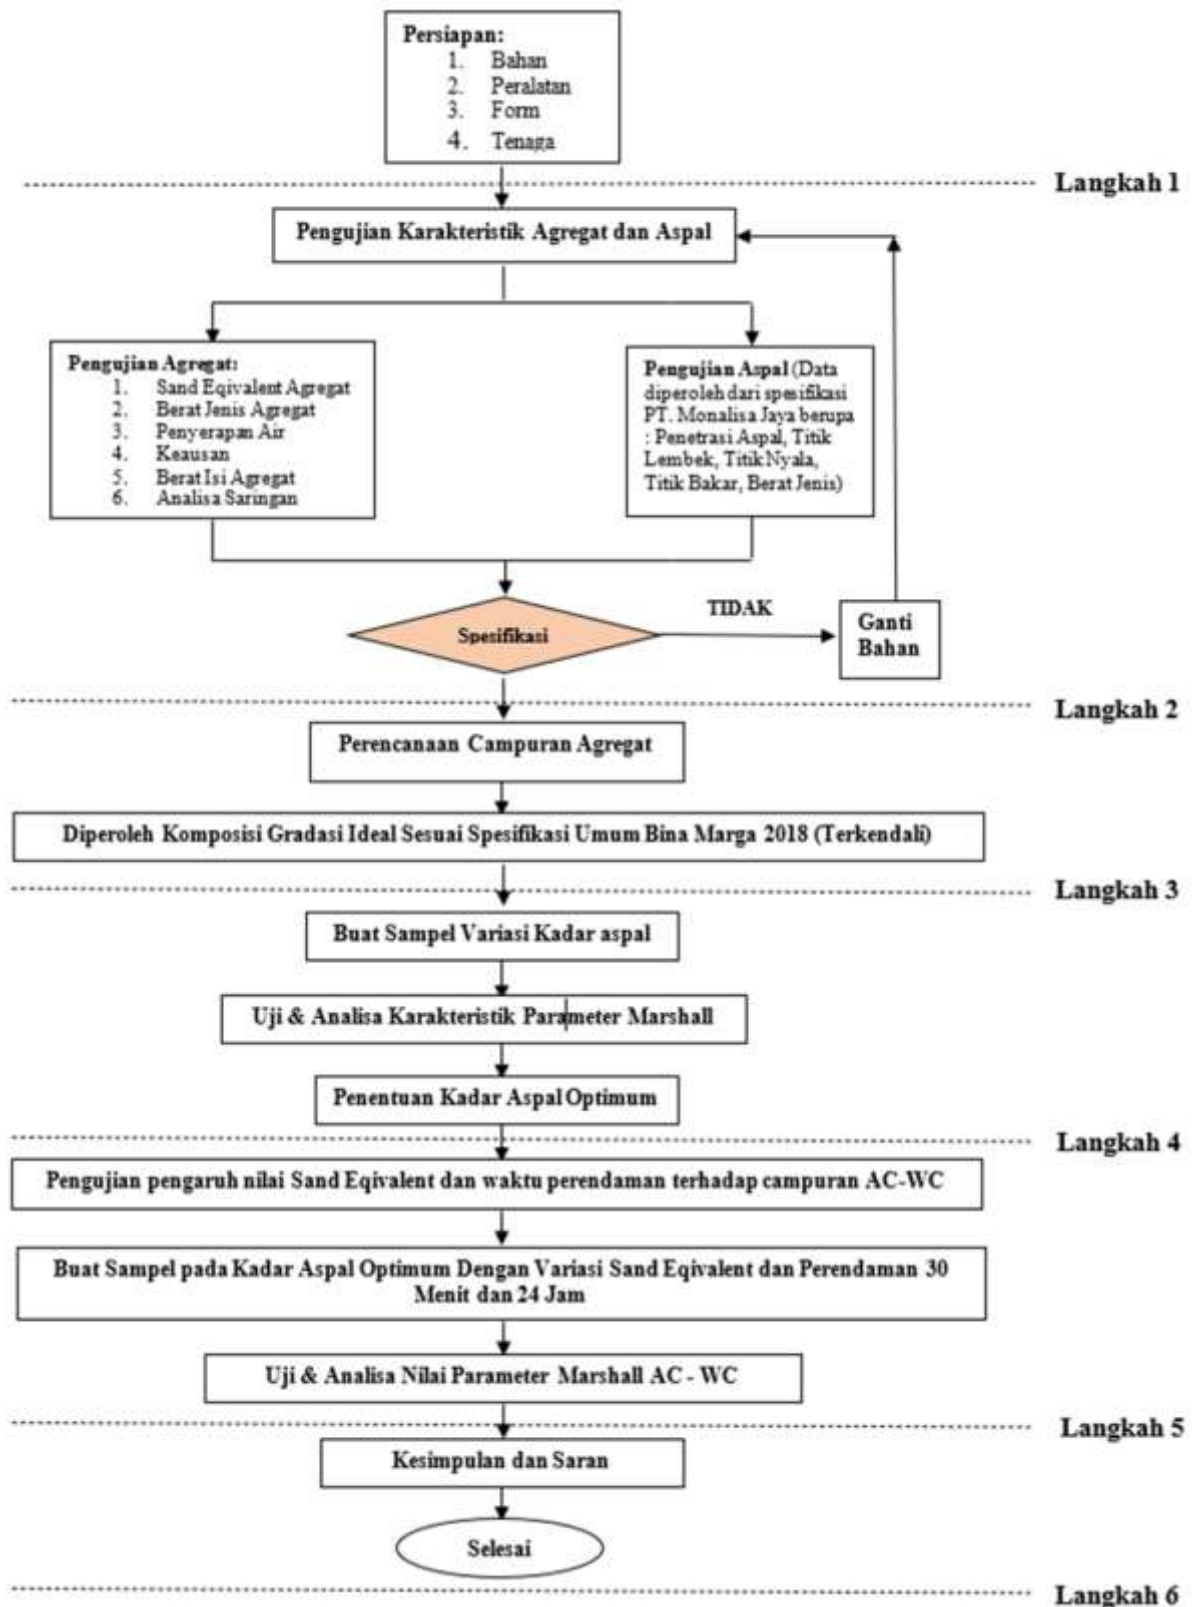 Persiapan:
1. Bahan
2. Peralatan
3. Form
4. Tenaga
Langkah 1
Pengujian Karakteristik Agregat dan Aspal
Pengujian Agregat:
1. Sand Eqivalent Agregat
2. Berat Jenis Agregat
3. Penyerapan Air
4. Keausan
5. Berat Isi Agregat
6. Analisa Saringan
Pengujian Aspal (Data
diperoleh dari spesifikasi
PT. Monalisa Jaya berupa
: Penetrasi Aspal, Titik
Lembek, Titik Nyala,
Titik Bakar, Berat Jenis)
Spesifikasi
TIDAK
Ganti
Bahan
Langkah 2
Perencanaan Campuran Agregat
Diperoleh Komposisi Gradasi Ideal Sesuai Spesifikasi Umum Bina Marga 2018 (Terkendali)
Langkah 3
Buat Sampel Variasi Kadar aspal
Uji & Analisa Karakteristik Parameter Marshall
Penentuan Kadar Aspal Optimum
Langkah 4
Pengujian pengaruh nilai Sand Eqivalent dan waktu perendaman terhadap campuran AC-WC
Buat Sampel pada Kadar Aspal Optimum Dengan Variasi Sand Eqivalent dan Perendaman 30
Menit dan 24 Jam
Uji & Analisa Nilai Parameter Marshall AC - WC
Langkah 5
Kesimpulan dan Saran
Selesai
Langkah 6